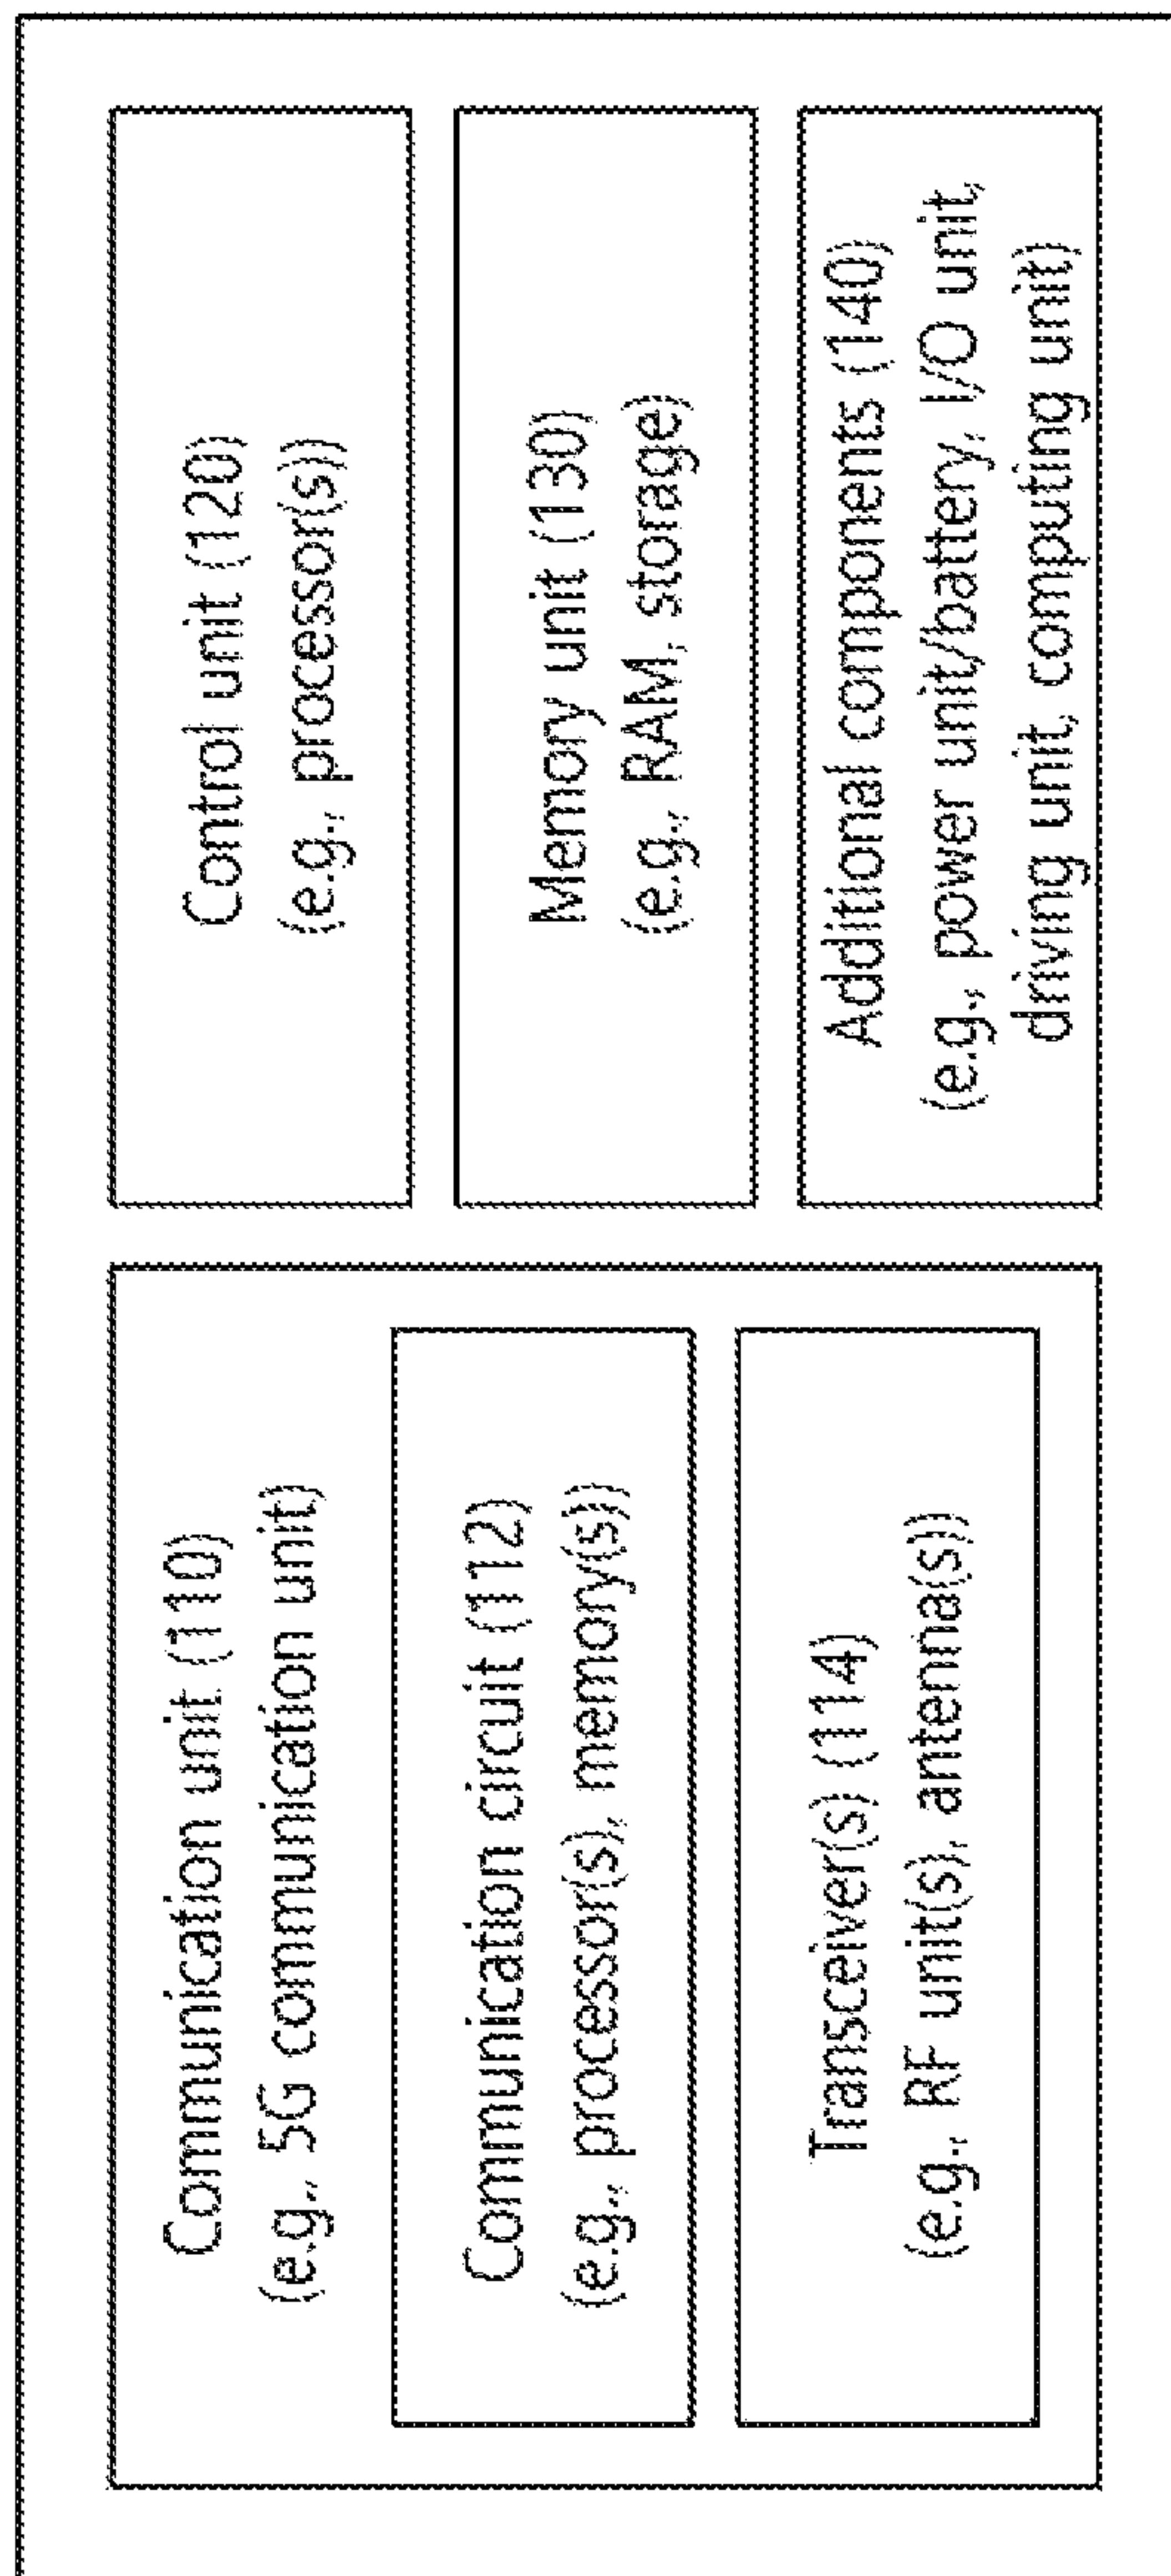 Communication unit (110)
(e.g., 5G communication unit)
Communication circuit (112)
(e.g., processor(s), memory(s))
Transceiver(s) (114)
(e.g., RF unit(s), antenna(s))
Control unit (120)
(e.g., processor(s))
Memory unit (130)
(e.g., RAM, storage)
Additional components (140)
(e.g., power unit/battery, I/O unit,
driving unit, computing unit)